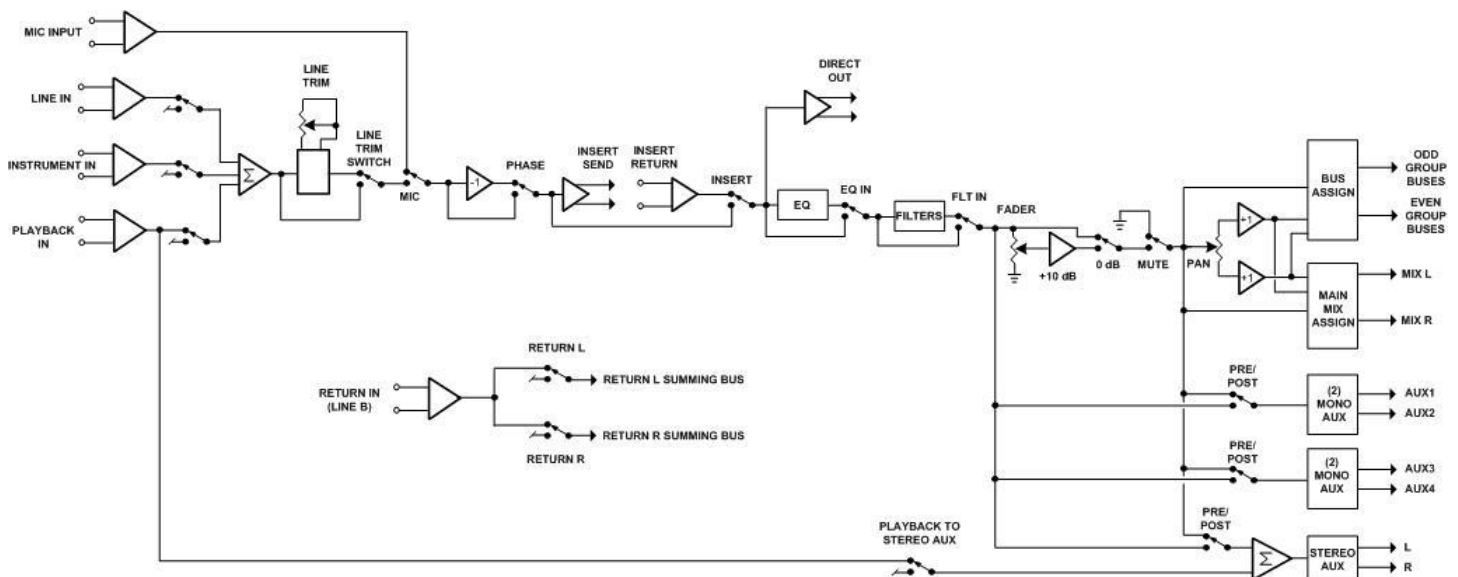 MIC INPUT
LINE IN
INSTRUMENT IN
PLAYBACK
IN
LINE
TRIM
Σ
LINE
TRIM
SWITCH
MIC
-1
PHASE
INSERT
SEND
INSERT
RETURN
INSERT
DIRECT
OUT
EQ
EQ IN
FILTERS
FLT IN
FADER
+10 dB
0 dB
MUTE
PAN
+1
+1
BUS
ASSIGN
ODD
GROUP
BUSES
EVEN
GROUP
BUSES
MAIN
MIX
ASSIGN
MIX L
MIX R
RETURN IN
(LINE B)
RETURN L
RETURN L SUMMING BUS
RETURN R SUMMING BUS
RETURN R
PRE/
POST
(2)
MONO
AUX
AUX1
AUX2
PRE/
POST
(2)
MONO
AUX
AUX3
AUX4
PLAYBACK TO
STEREO AUX
PRE/
POST
Σ
STEREO
AUX
L
R